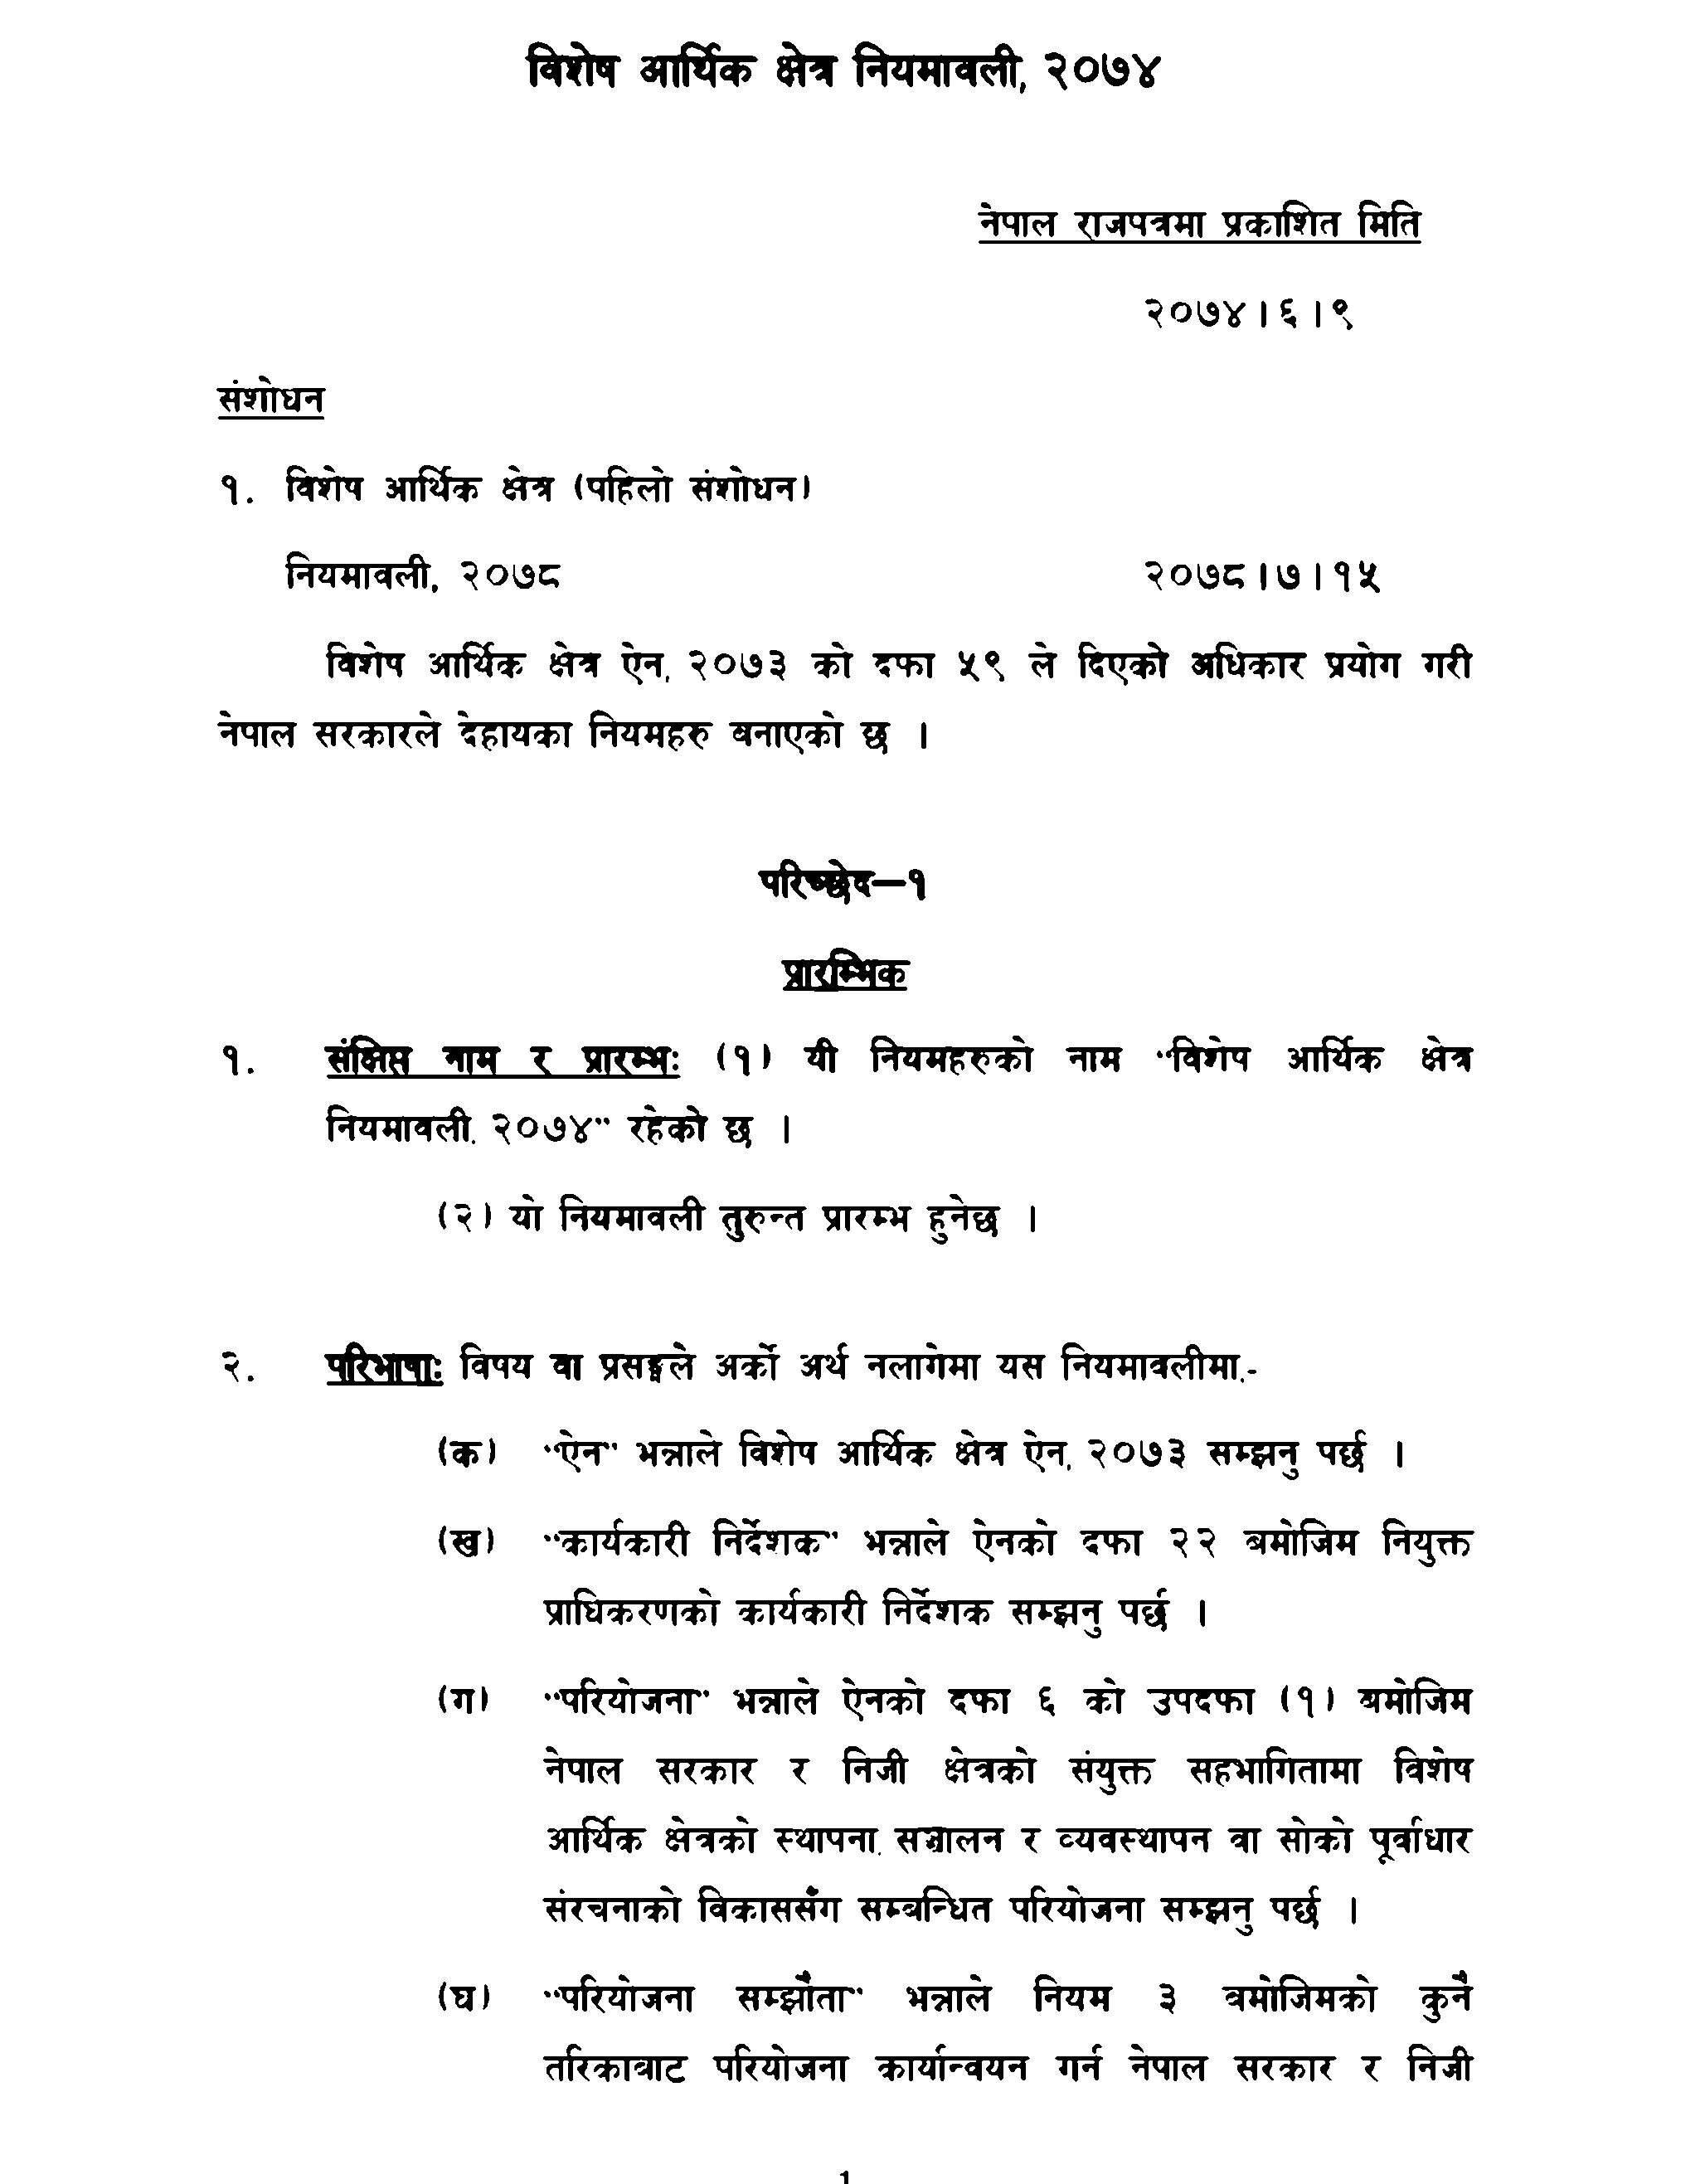 विशेष आर्थिक क्षेत्र नियमावली, २०७४
नेपाल राजपत्रमा प्रकाशित मिति
२०७४।६।९
संशोधन
१. विशेष आर्थिक क्षेत्र (पहिलो संशोधन)
नियमावली, २०७८ २०७८।७।१५
विशेष आर्थिक क्षेत्र ऐन, २०७३ को दफा ५९ ले दिएको अधिकार प्रयोग गरी
नेपाल सरकारले देहायका नियमहरु बनाएको छ ।
परिच्छेद–१
प्रारम्भिक
१. संक्षिप्त नाम र प्रारम्भः (१) यी नियमहरुको नाम "विशेष आर्थिक क्षेत्र
नियमावली, २०७४" रहेको छ ।
(२) यो नियमावली तुरुन्त प्रारम्भ हुनेछ ।
२. परिभाषाः विषय वा प्रसङ्गले अर्को अर्थ नलागेमा यस नियमावलीमा,-
(क) "ऐन" भन्नाले विशेष आर्थिक क्षेत्र ऐन, २०७३ सम्झनु पर्छ ।
(ख) "कार्यकारी निर्देशक" भन्नाले ऐनको दफा २२ बमोजिम नियुक्त
प्राधिकरणको कार्यकारी निर्देशक सम्झनु पर्छ ।
(ग) "परियोजना" भन्नाले ऐनको दफा ६ को उपदफा (१) बमोजिम
नेपाल सरकार र निजी क्षेत्रको संयुक्त सहभागितामा विशेष
आर्थिक क्षेत्रको स्थापना, सञ्चालन र व्यवस्थापन वा सोको पूर्वाधार
संरचनाको विकाससँग सम्बन्धित परियोजना सम्झनु पर्छ ।
(घ) "परियोजना सम्झौता" भन्नाले नियम ३ बमोजिमको कुनै
तरिकाबाट परियोजना कार्यान्वयन गर्न नेपाल सरकार र निजी
1